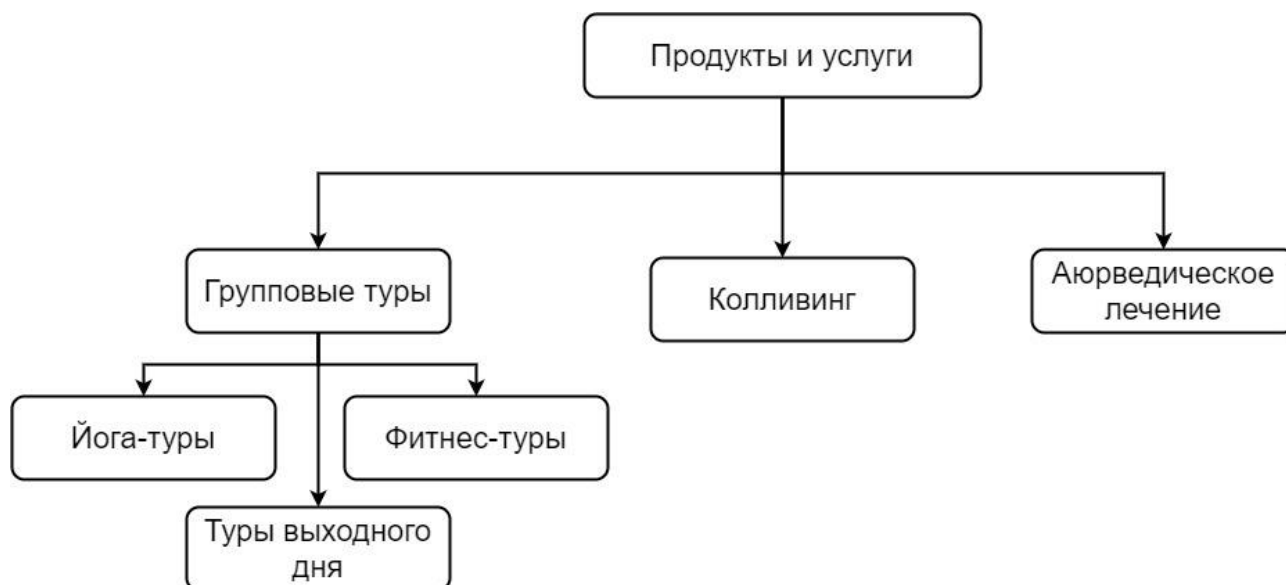 Продукты и услуги
Групповые туры
Колливинг
Аюрведическое
лечение
Йога-туры
Фитнес-туры
Туры выходного
дня